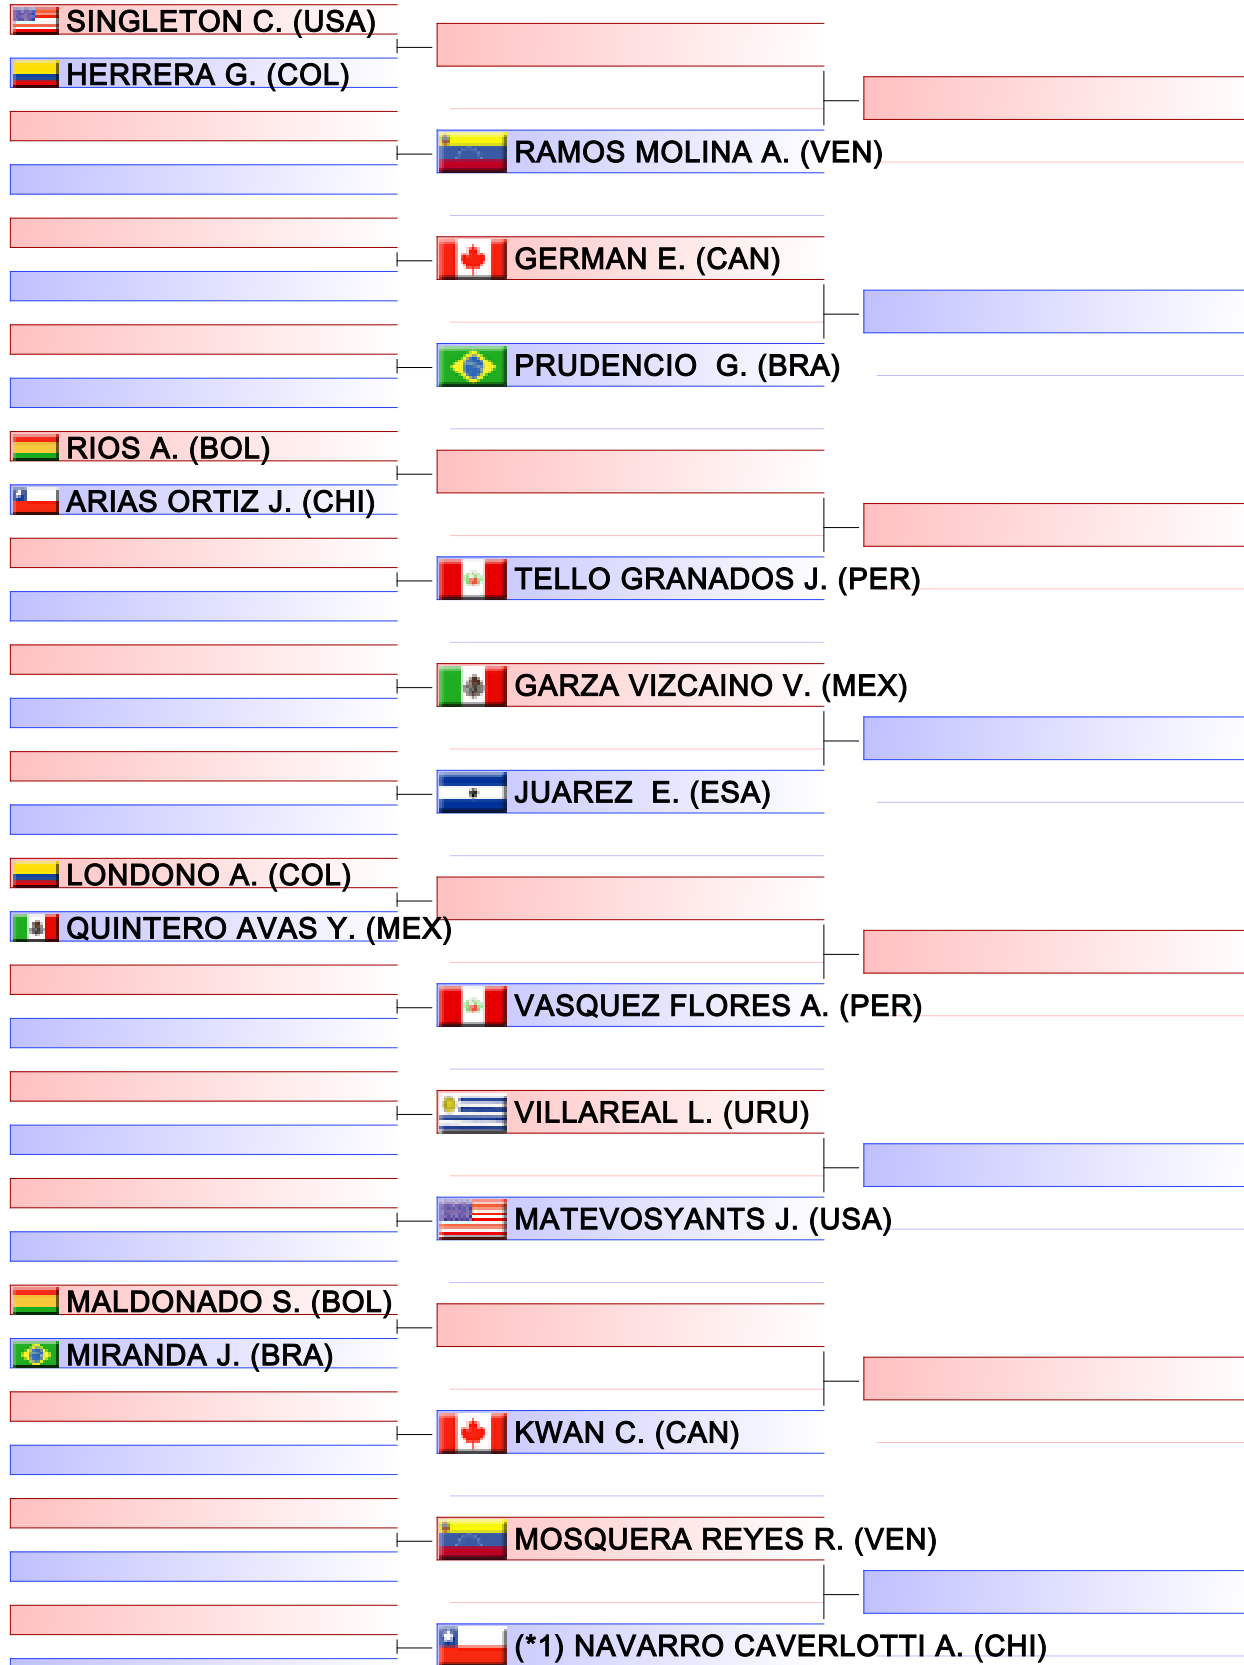 SINGLETON C. (USA)
HERRERA G. (COL)
RAMOS MOLINA A. (VEN)
GERMAN E. (CAN)
PRUDENCIO  G. (BRA)
RIOS A. (BOL)
ARIAS ORTIZ J. (CHI)
TELLO GRANADOS J. (PER)
GARZA VIZCAINO V. (MEX)
JUAREZ  E. (ESA)
LONDONO A. (COL)
QUINTERO AVAS Y. (MEX)
VASQUEZ FLORES A. (PER)
VILLAREAL L. (URU)
MATEVOSYANTS J. (USA)
MALDONADO S. (BOL)
MIRANDA J. (BRA)
KWAN C. (CAN)
MOSQUERA REYES R. (VEN)
(*1) NAVARRO CAVERLOTTI A. (CHI)